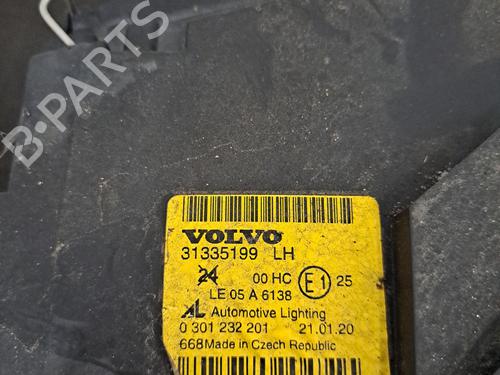 B-PARTS
VOLVO
31335199 LH
24 00 HC E1 25
LE 05 A 6138
AL Automotive Lighting
0 301 232 201 21.01.20
668 Made in Czech Republic